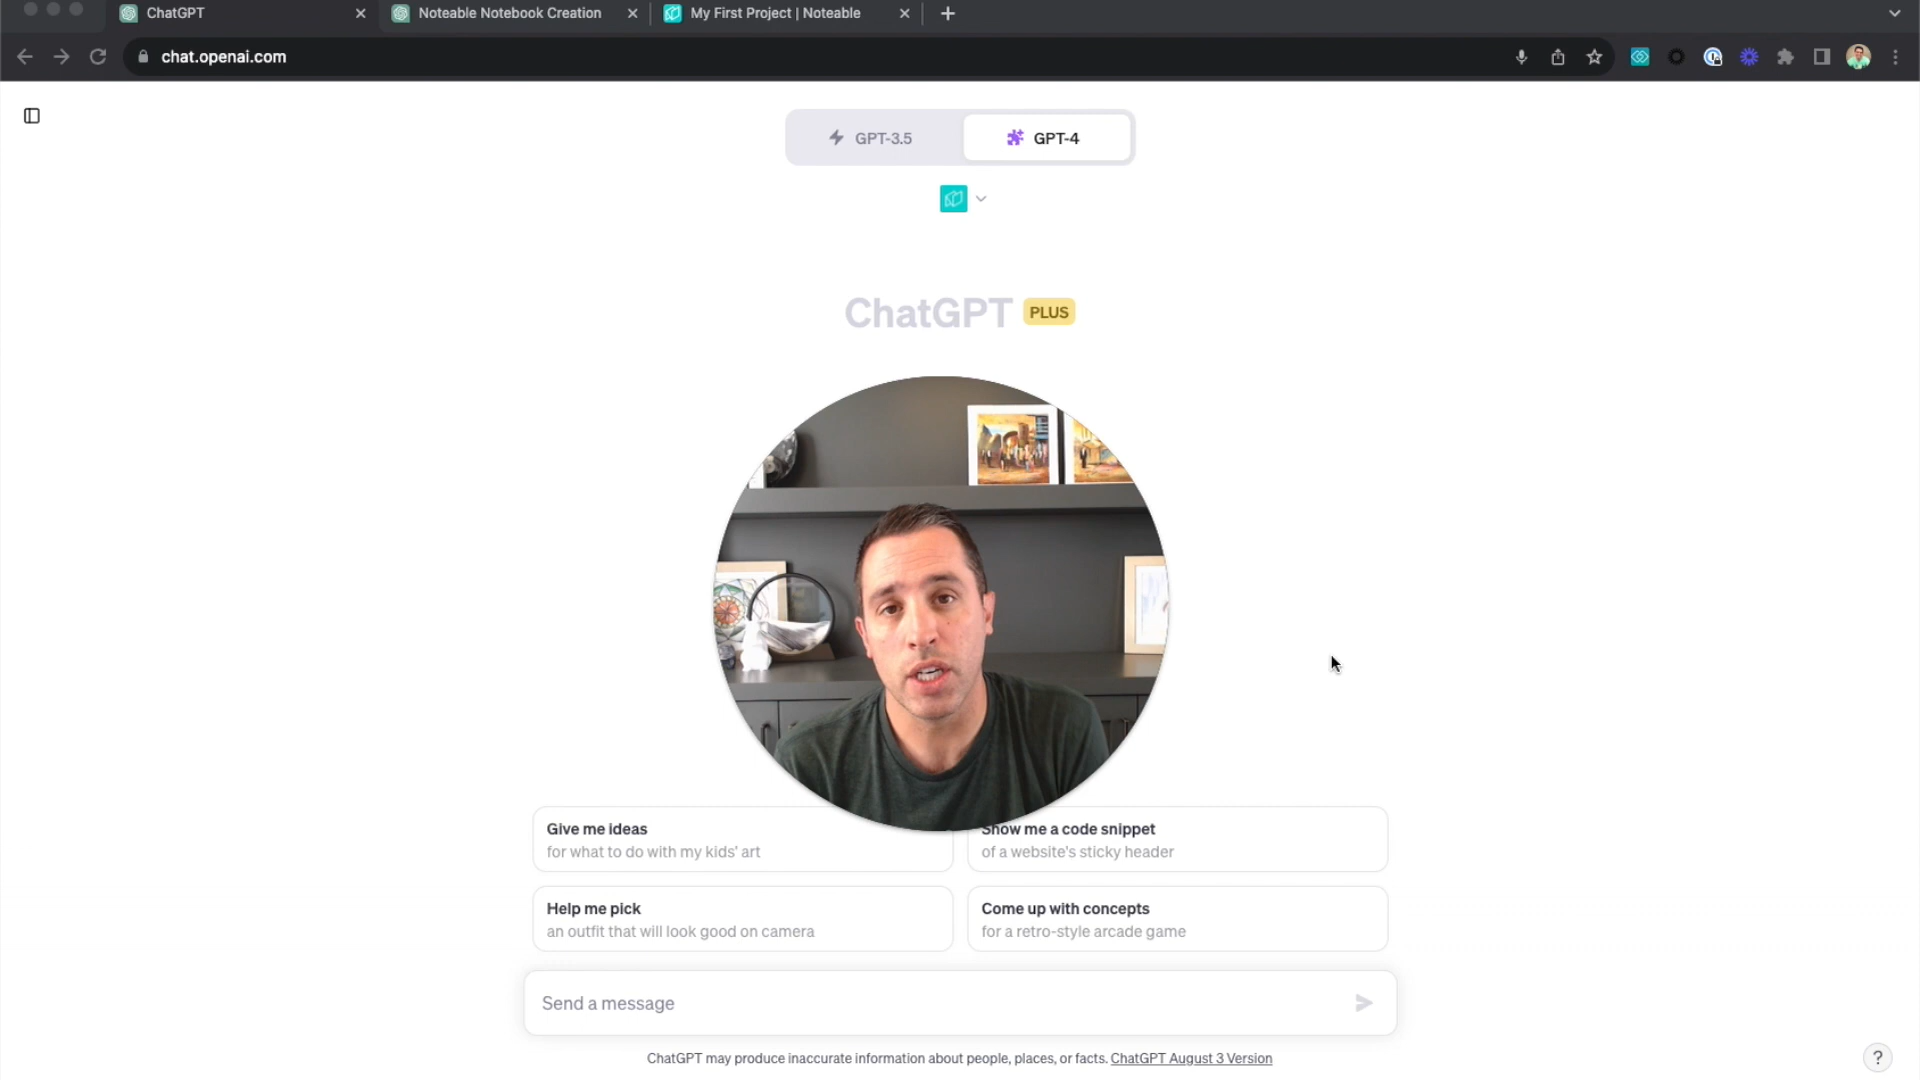 ChatGPT
Noteable Notebook Creation
My First Project | Noteable
chat.openai.com
GPT-3.5
GPT-4
ChatGPT PLUS
Give me ideas
for what to do with my kids' art
Show me a code snippet
of a website's sticky header
Help me pick
an outfit that will look good on camera
Come up with concepts
for a retro-style arcade game
Send a message
ChatGPT may produce inaccurate information about people, places, or facts. ChatGPT August 3 Version
?